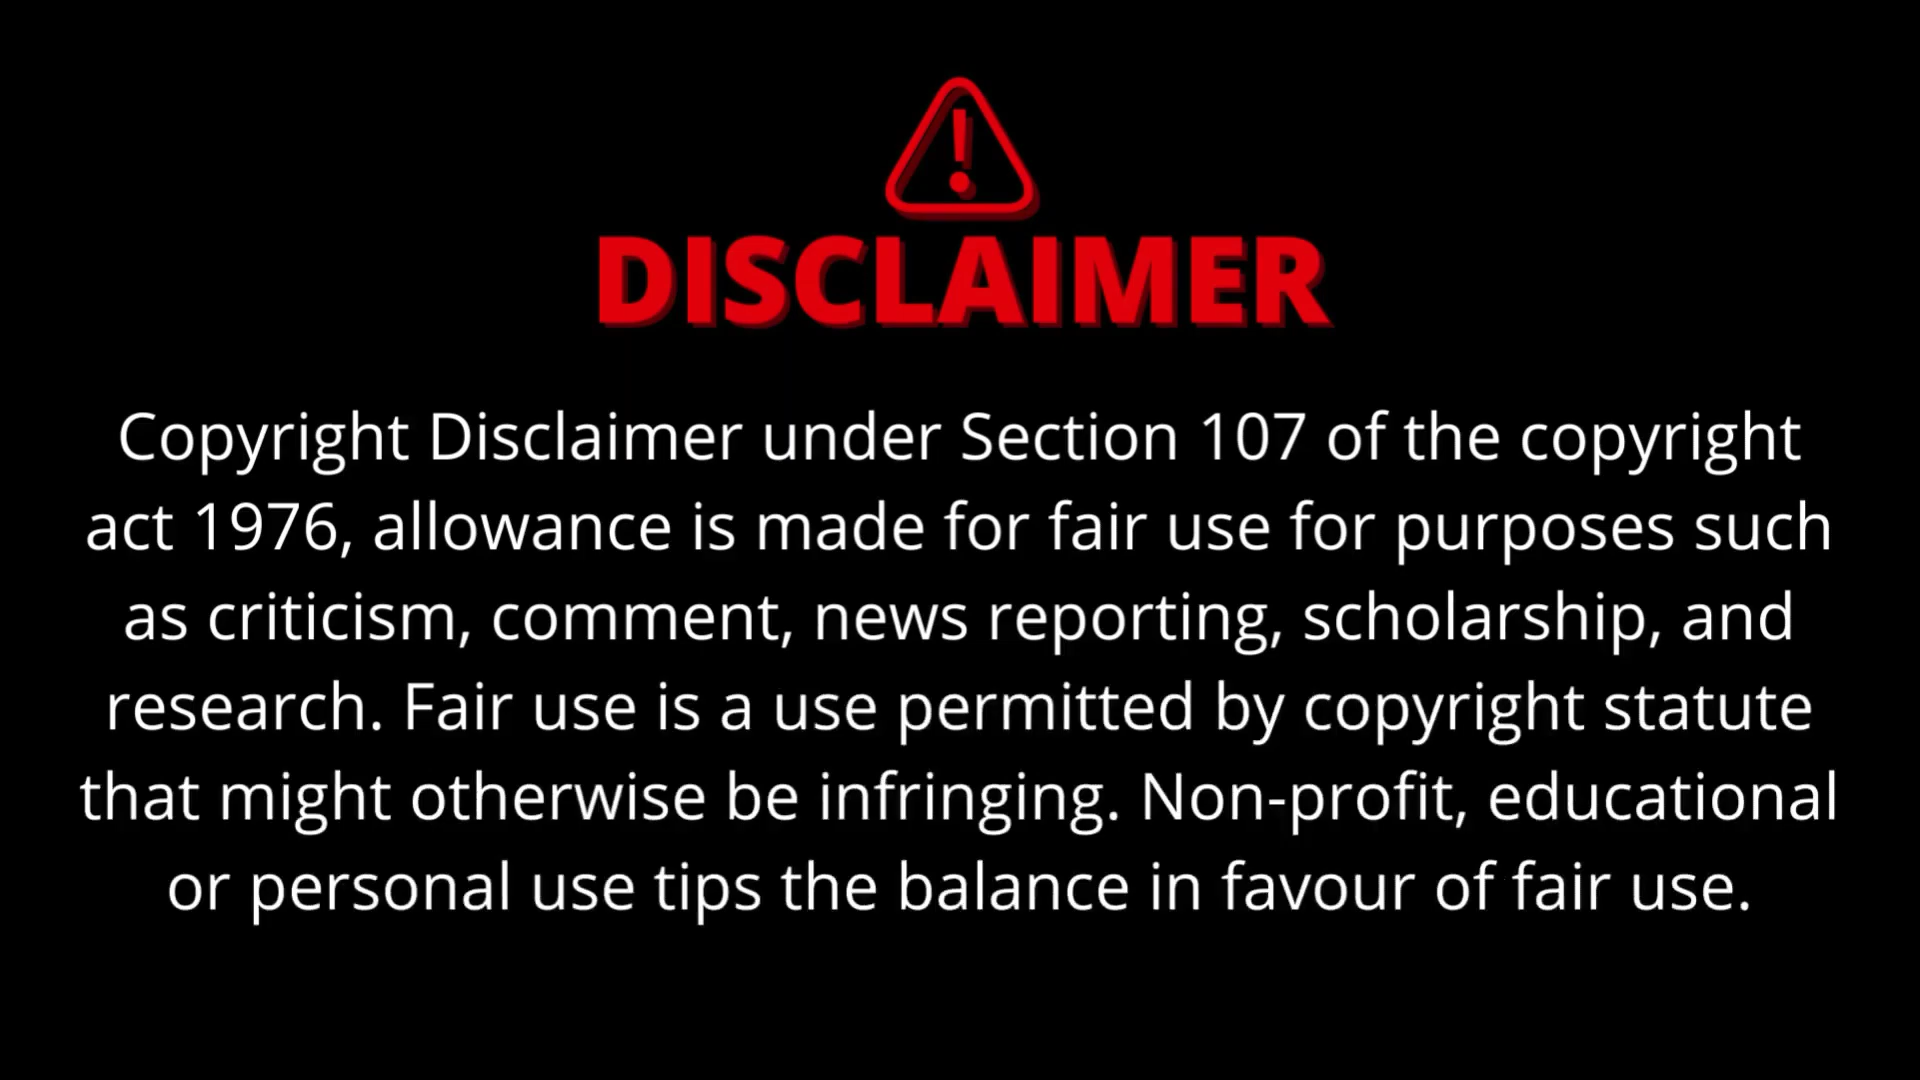 DISCLAIMER
Copyright Disclaimer under Section 107 of the copyright
act 1976, allowance is made for fair use for purposes such
as criticism, comment, news reporting, scholarship, and
research. Fair use is a use permitted by copyright statute
that might otherwise be infringing. Non-profit, educational
or personal use tips the balance in favour of fair use.